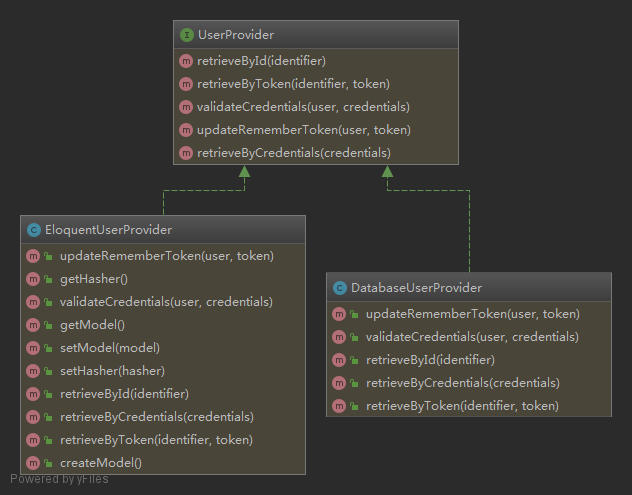 I UserProvider
m retrieveById(identifier)
m retrieveByToken(identifier, token)
m validateCredentials(user, credentials)
m updateRememberToken(user, token)
m retrieveByCredentials(credentials)
C EloquentUserProvider
m updateRememberToken(user, token)
m getHasher()
m validateCredentials(user, credentials)
m getModel()
m setModel(model)
m setHasher(hasher)
m retrieveById(identifier)
m retrieveByCredentials(credentials)
m retrieveByToken(identifier, token)
m createModel()
C DatabaseUserProvider
m updateRememberToken(user, token)
m validateCredentials(user, credentials)
m retrieveById(identifier)
m retrieveByCredentials(credentials)
m retrieveByToken(identifier, token)
Powered by yFiles